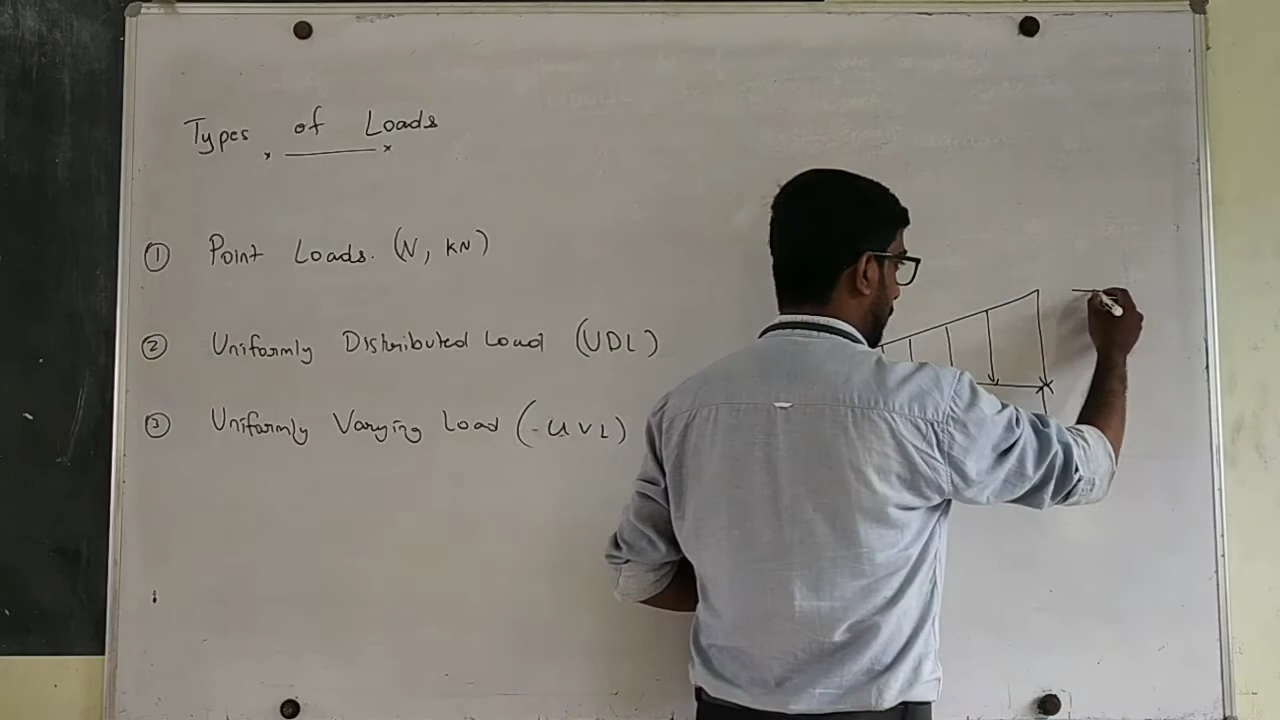 Types of Loads
① Point Loads. (N, KN)
② Uniformly Distributed Load (UDL)
③ Uniformly Varying Load (-UVL)